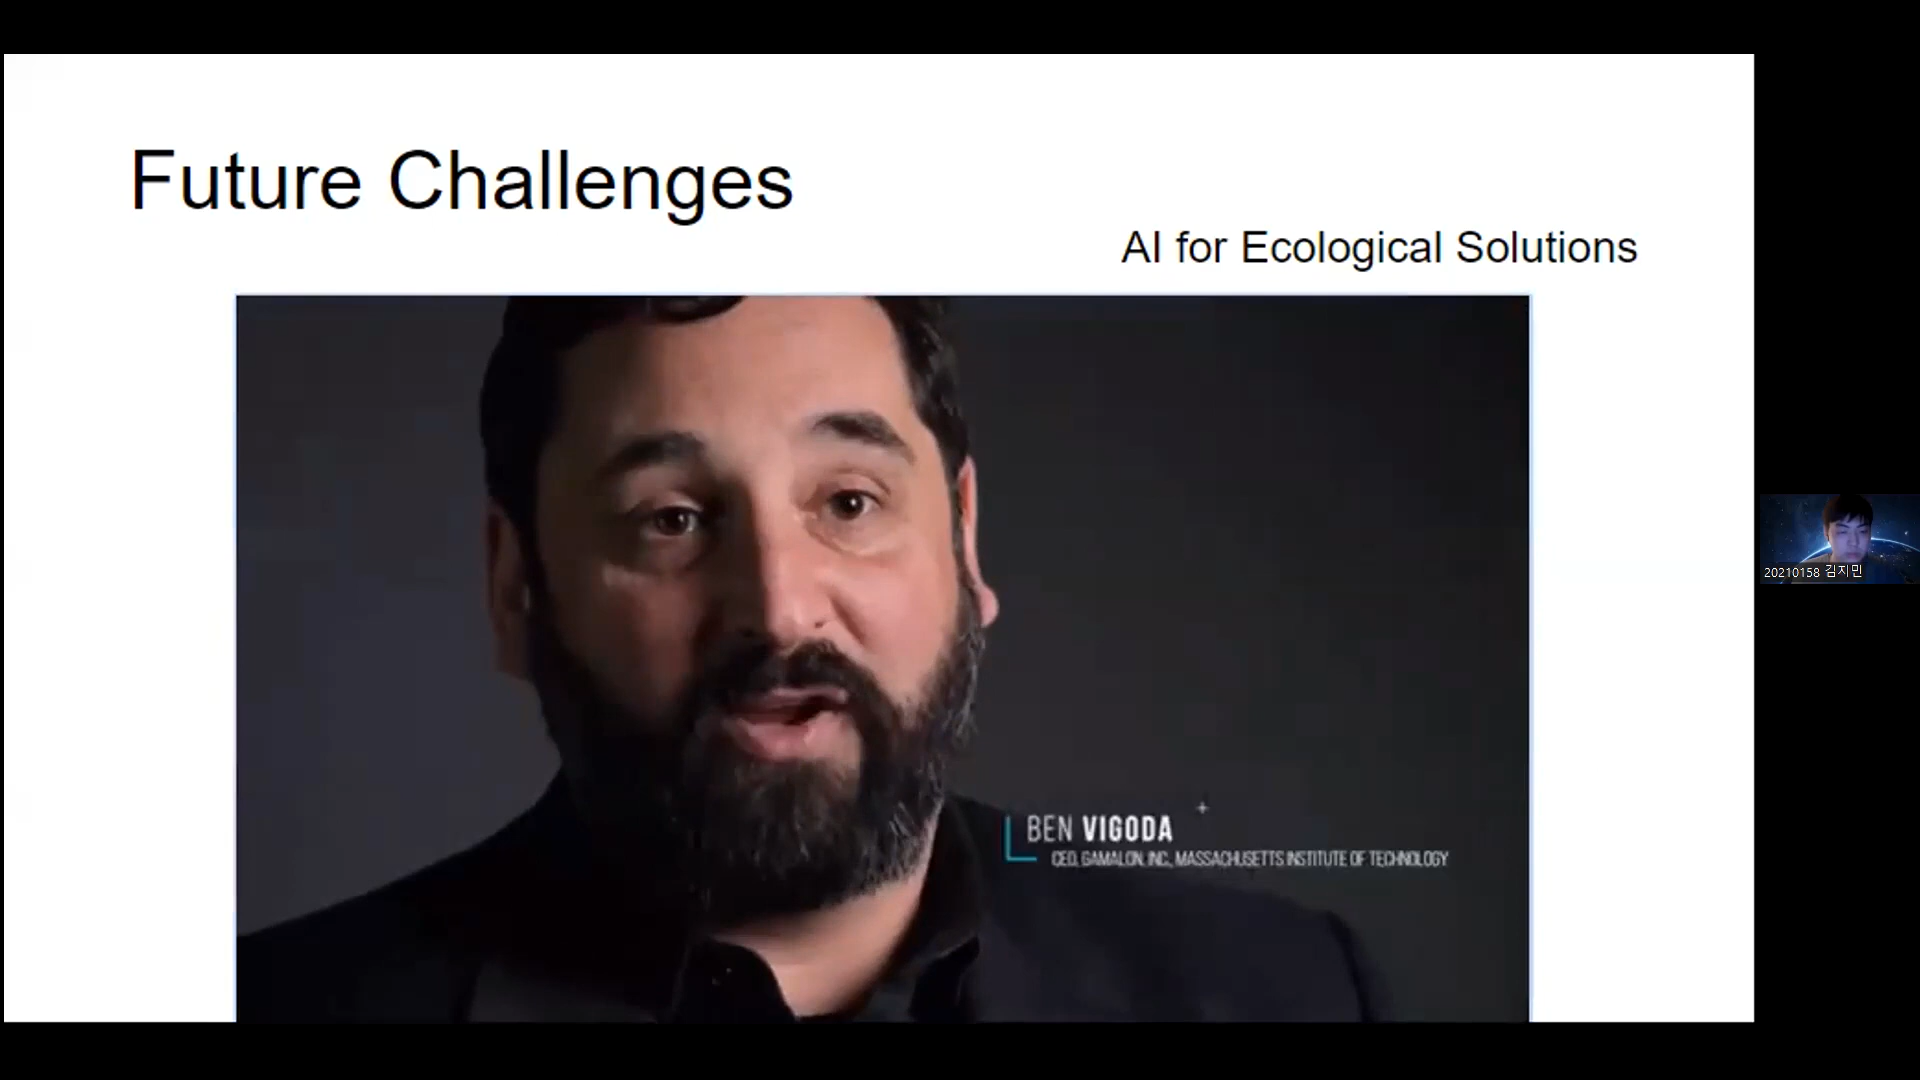 Future Challenges
AI for Ecological Solutions
BEN VIGODA
CEO, GAMALON, INC., MASSACHUSETTS INSTITUTE OF TECHNOLOGY
20210158 김지민